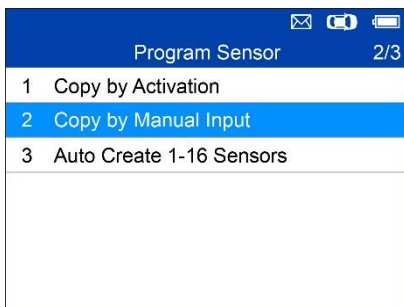 Program Sensor 2/3
1 Copy by Activation
2 Copy by Manual Input
3 Auto Create 1-16 Sensors